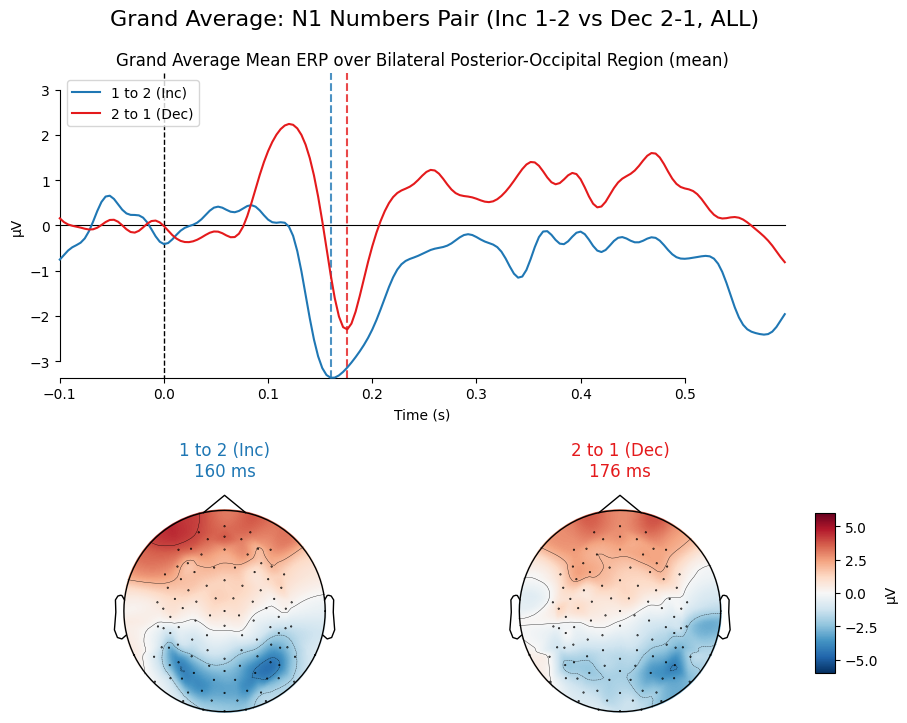 Grand Average: N1 Numbers Pair (Inc 1-2 vs Dec 2-1, ALL)
Grand Average Mean ERP over Bilateral Posterior-Occipital Region (mean)
1 to 2 (Inc)
2 to 1 (Dec)
3
2
1
0
−1
−2
−3
μV
−0.1 0.0 0.1 0.2 0.3 0.4 0.5
Time (s)
1 to 2 (Inc)
160 ms
2 to 1 (Dec)
176 ms
5.0
2.5
0.0
−2.5
−5.0
μV